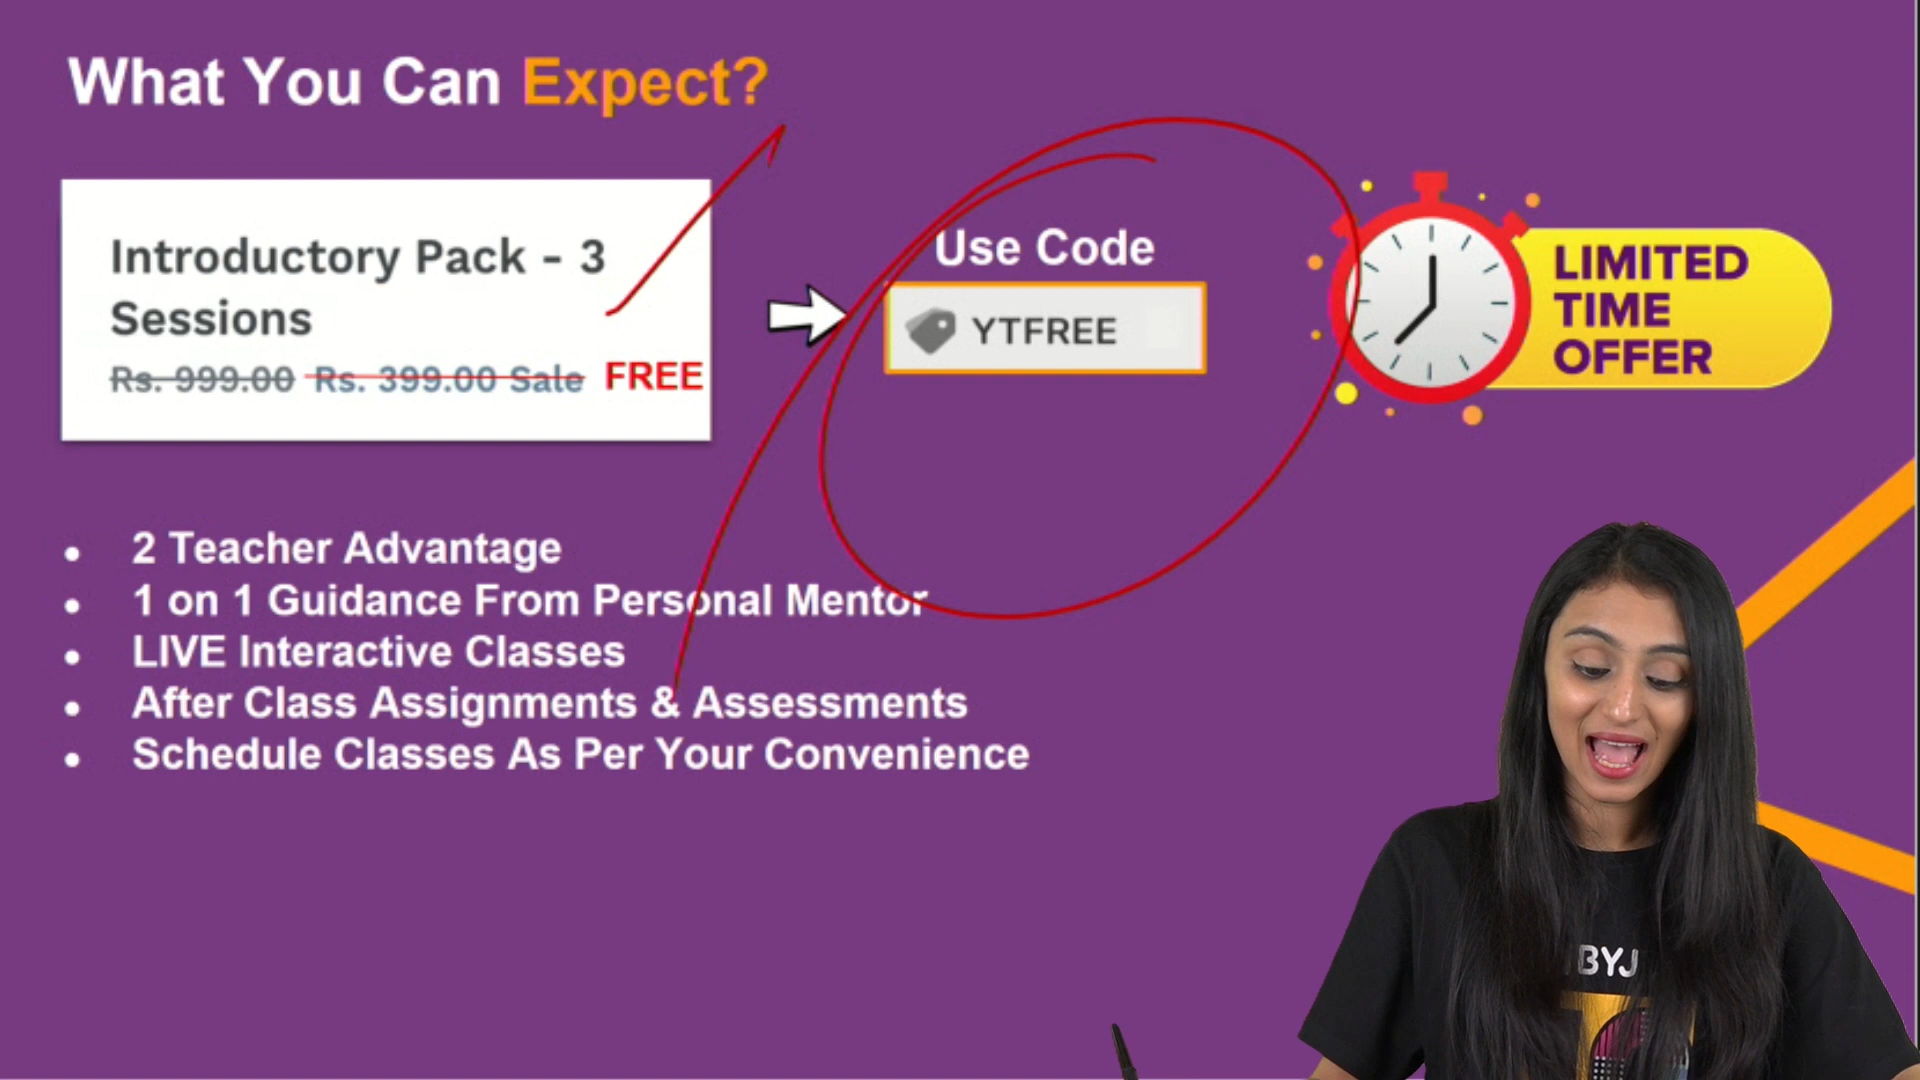 What You Can Expect?
Introductory Pack - 3
Sessions
Rs. 999.00 Rs. 399.00 Sale FREE
Use Code
YTFREE
LIMITED
TIME
OFFER
• 2 Teacher Advantage
• 1 on 1 Guidance From Personal Mentor
• LIVE Interactive Classes
• After Class Assignments & Assessments
• Schedule Classes As Per Your Convenience
BYJ